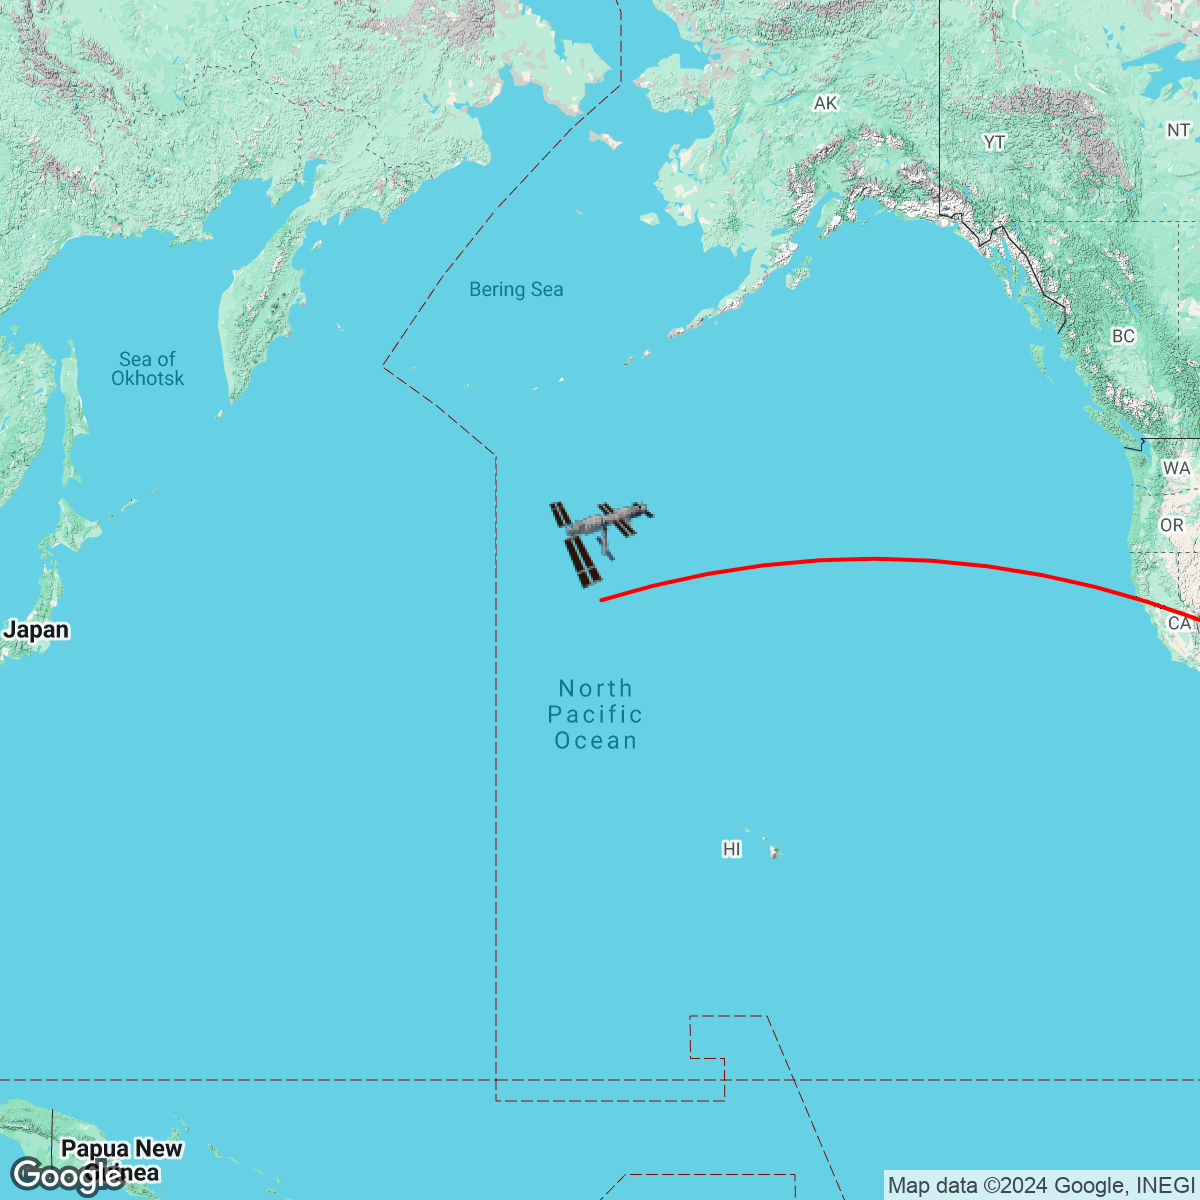 AK
NT
YT
Bering Sea
BC
Sea of
Okhotsk
WA
OR
CA
Japan
North
Pacific
Ocean
HI
Papua New
Guinea
Google
Map data ©2024 Google, INEGI